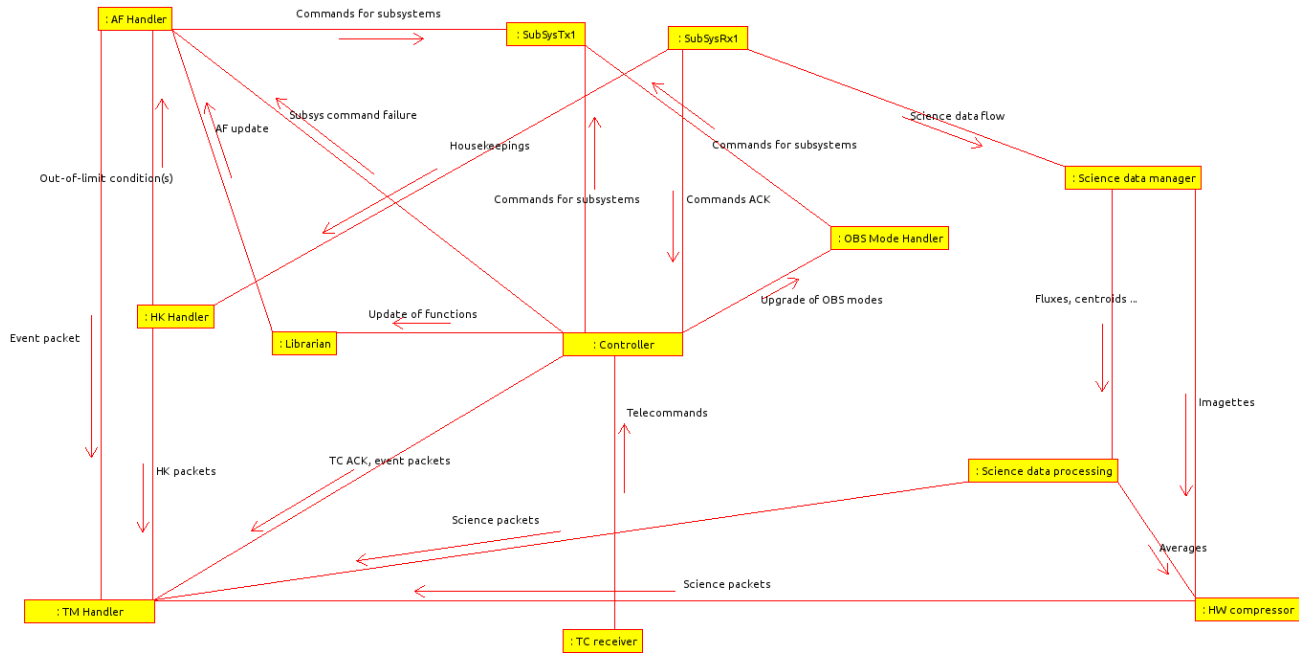 Commands for subsystems
: AF Handler
: SubSysTx1
: SubSysRx1
Subsys command failure
Science data flow
AF update
Housekeepings
Commands for subsystems
Out-of-limit condition(s)
: Science data manager
Commands for subsystems
Commands ACK
: OBS Mode Handler
Upgrade of OBS modes
Fluxes, centroids ...
: HK Handler
Update of functions
Event packet
: Librarian
: Controller
Imagettes
Telecommands
TC ACK, event packets
HK packets
: Science data processing
Science packets
Averages
Science packets
: TM Handler
: HW compressor
: TC receiver